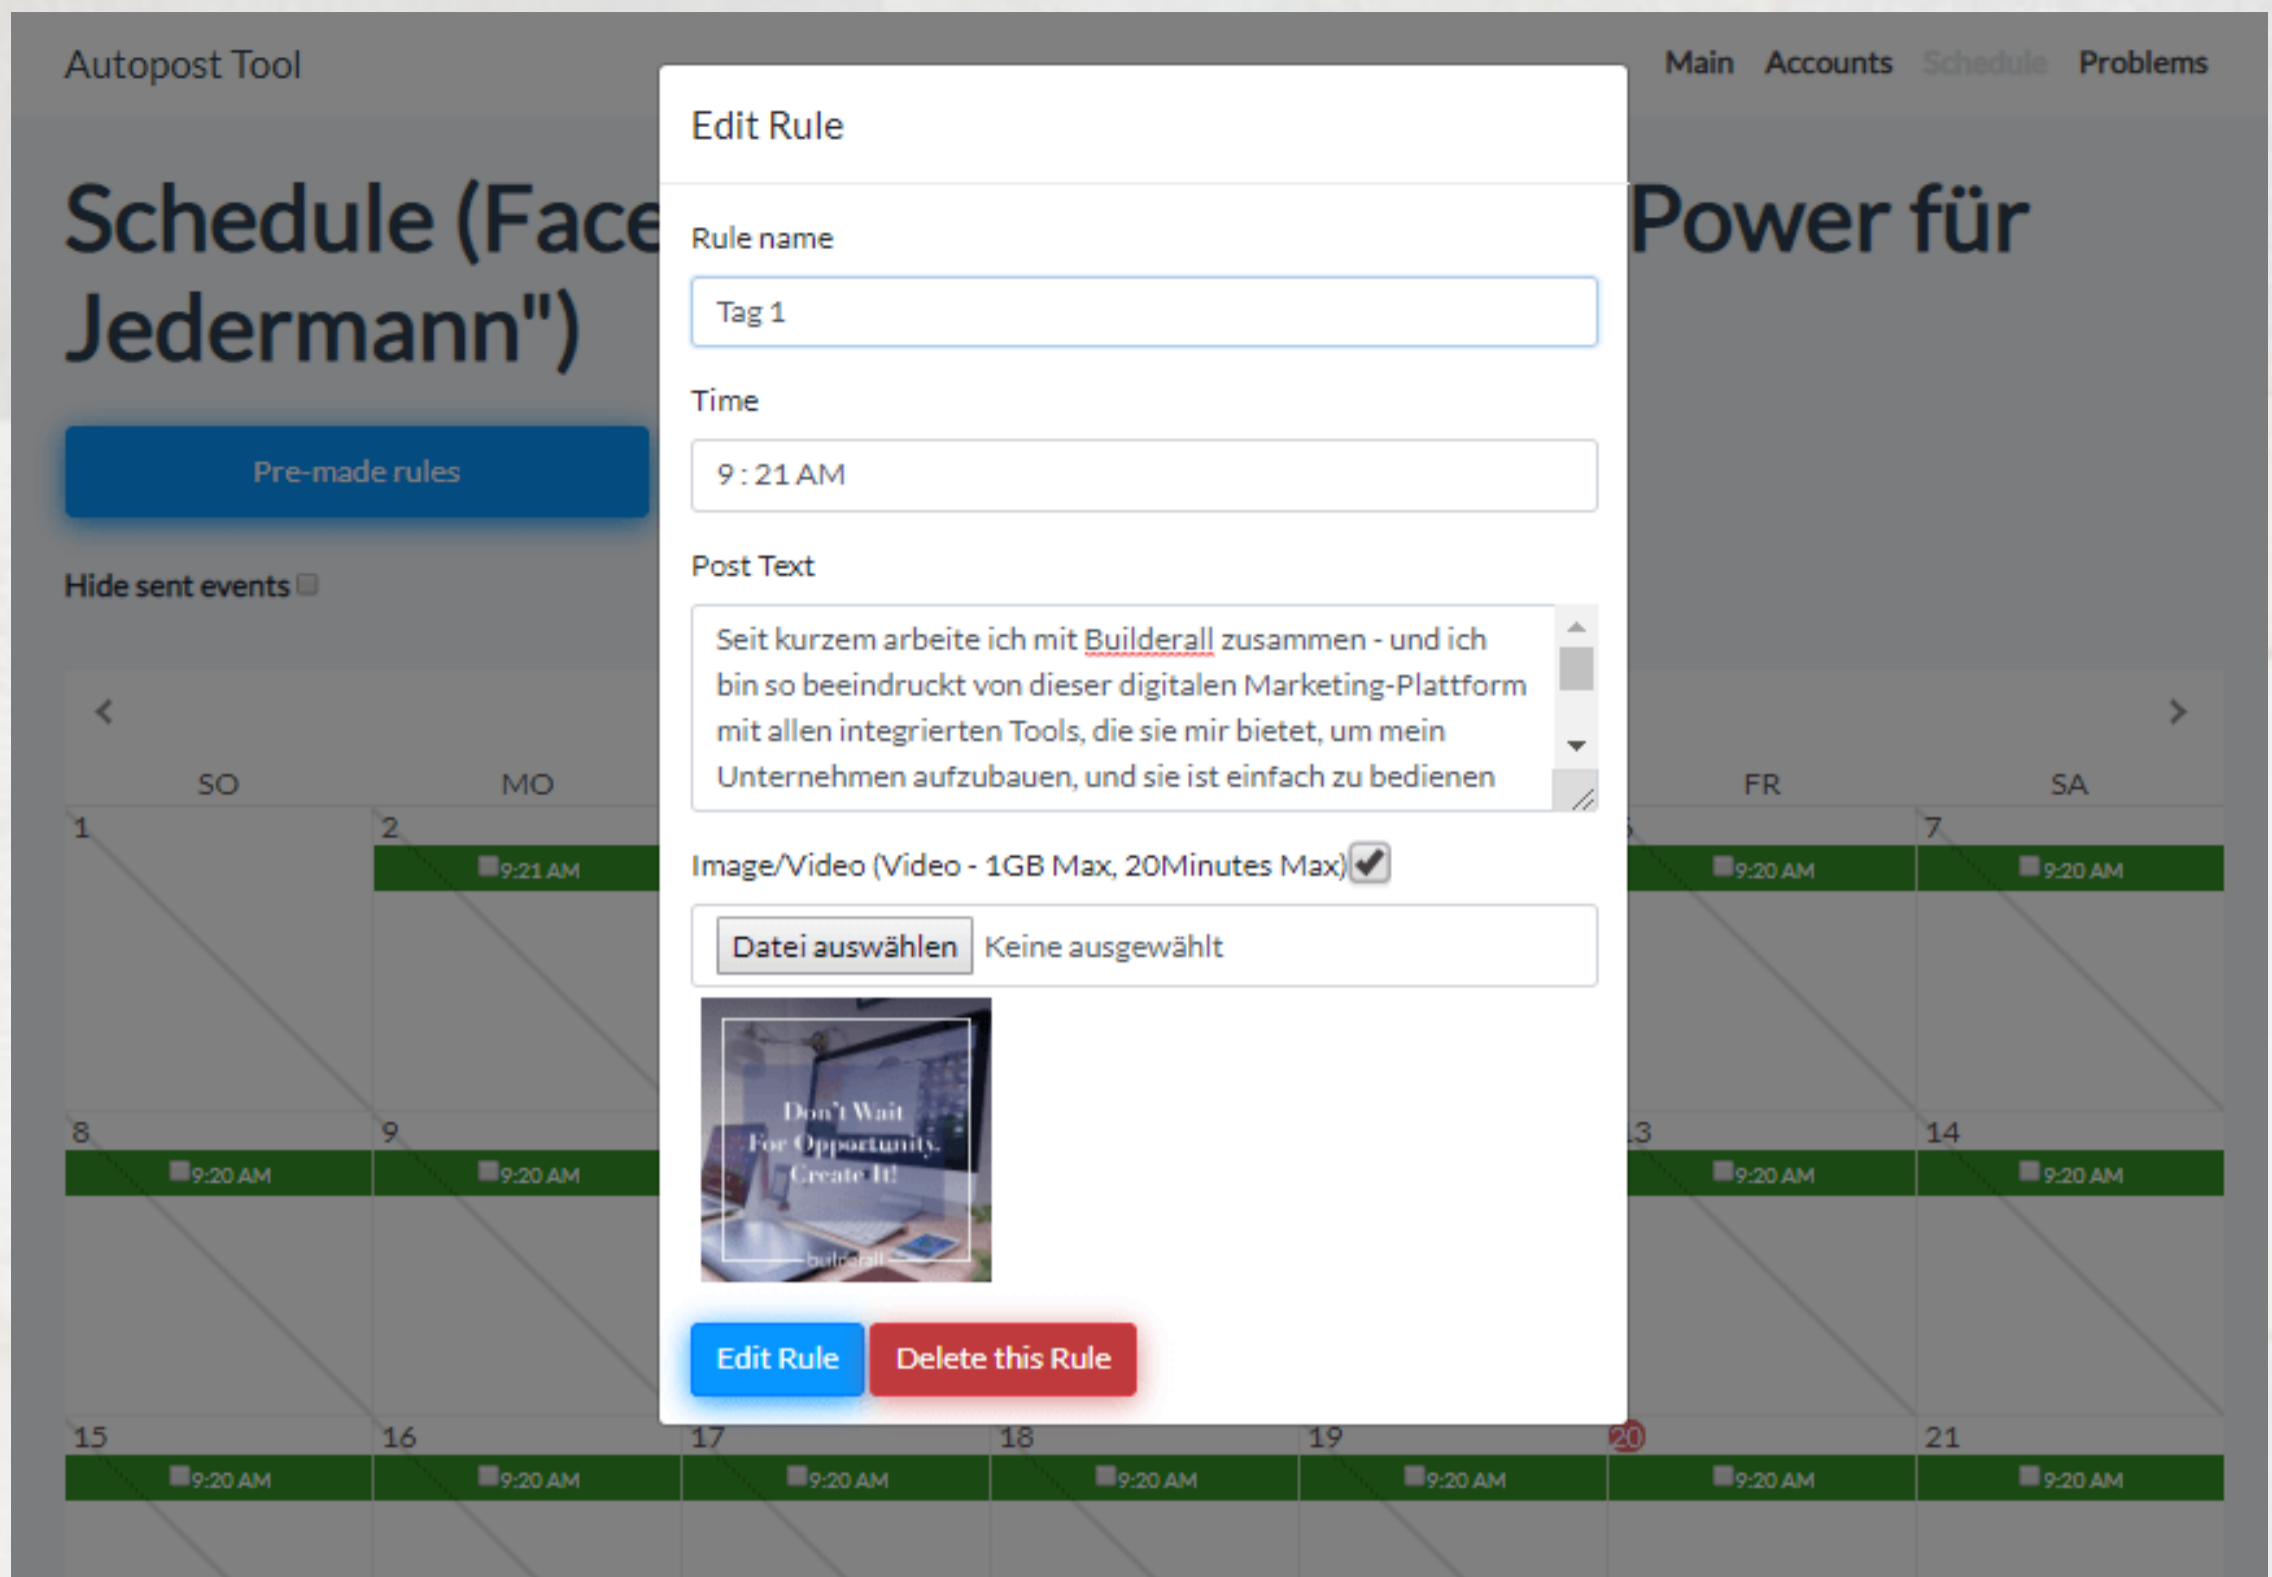 Autopost Tool
Main Accounts Schedule Problems
Schedule (Face
Power für
Jedermann")
Pre-made rules
Hide sent events
SO MO FR SA
1 2 7
9:21 AM 9:20 AM 9:20 AM
8 9 13 14
9:20 AM 9:20 AM 9:20 AM 9:20 AM
15 16 17 18 19 20 21
9:20 AM 9:20 AM 9:20 AM 9:20 AM 9:20 AM 9:20 AM 9:20 AM
Edit Rule
Rule name
Tag 1
Time
9 : 21 AM
Post Text
Seit kurzem arbeite ich mit Builderall zusammen - und ich
bin so beeindruckt von dieser digitalen Marketing-Plattform
mit allen integrierten Tools, die sie mir bietet, um mein
Unternehmen aufzubauen, und sie ist einfach zu bedienen
Image/Video (Video - 1GB Max, 20Minutes Max)
Datei auswählen Keine ausgewählt
Don't Wait
For Opportunity.
Create It!
builderall
Edit Rule Delete this Rule